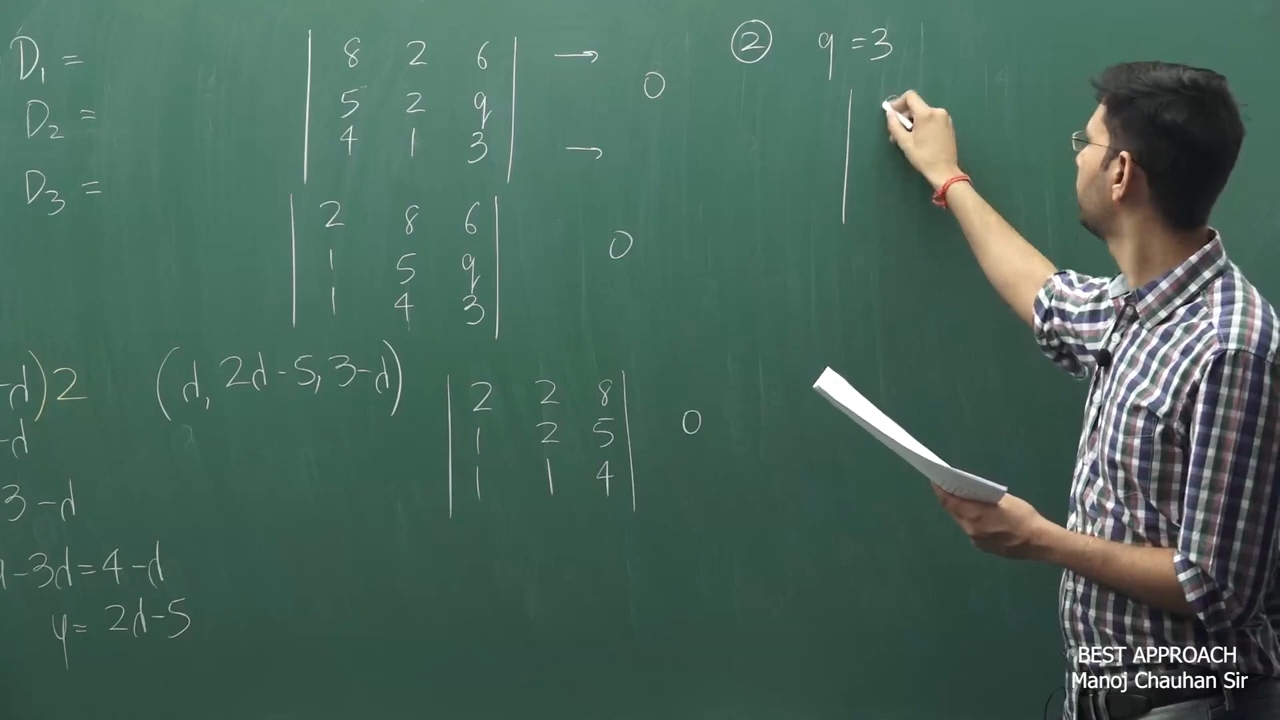 D₁ =
D₂ =
D₃ =
8 2 6 →
5 2 q
4 1 3 →
0
2 8 6
1 5 q
1 4 3
0
-d)2 (d, 2d-5, 3-d)
-d
3-d
-3d=4-d
y= 2d-5
2 2 8
1 2 5
1 1 4
0
② q =3
BEST APPROACH
Manoj Chauhan Sir